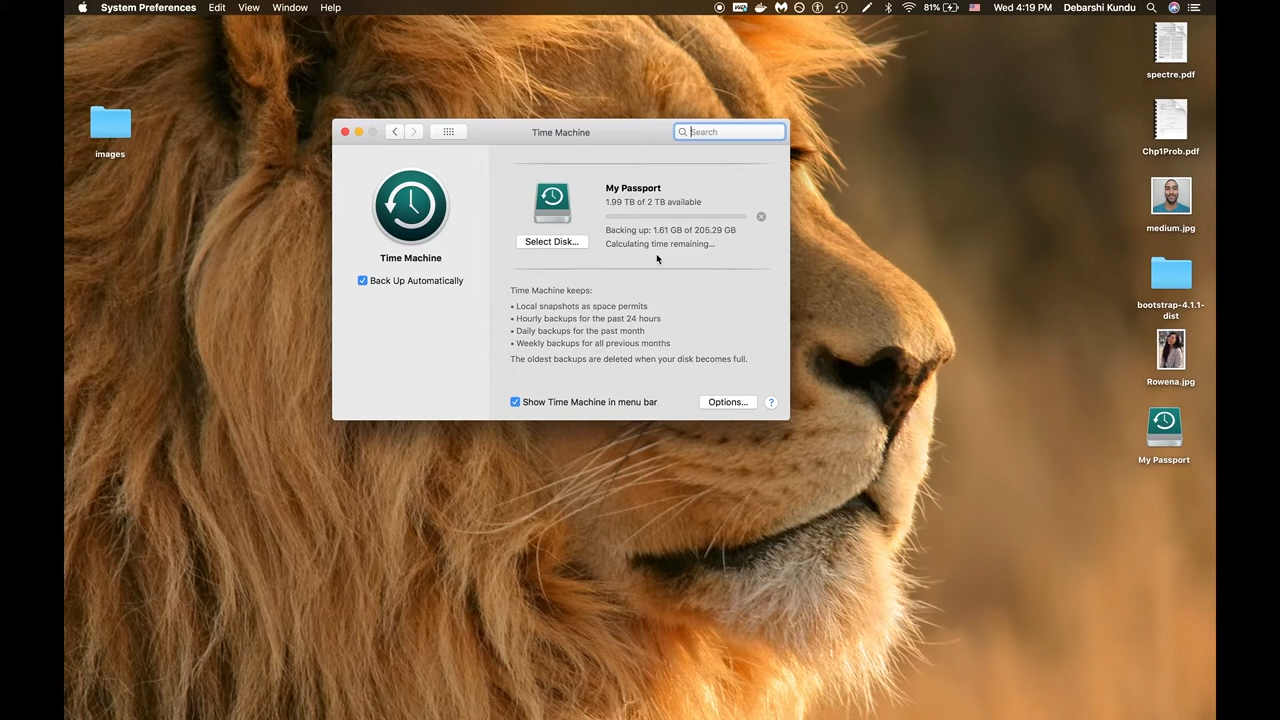 System Preferences Edit View Window Help
81% Wed 4:19 PM Debarshi Kundu
images
spectre.pdf
Chp1Prob.pdf
medium.jpg
bootstrap-4.1.1-
dist
Rowena.jpg
My Passport
Time Machine
Search
Time Machine
Back Up Automatically
My Passport
1.99 TB of 2 TB available
Backing up: 1.61 GB of 205.29 GB
Calculating time remaining...
Select Disk...
Time Machine keeps:
• Local snapshots as space permits
• Hourly backups for the past 24 hours
• Daily backups for the past month
• Weekly backups for all previous months
The oldest backups are deleted when your disk becomes full.
Show Time Machine in menu bar
Options...
?